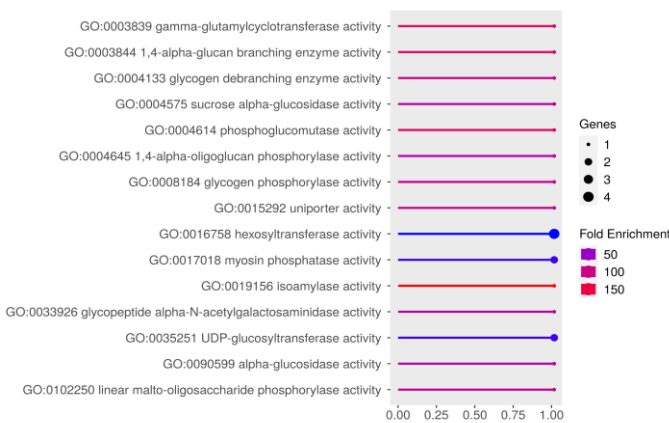 GO:0003839 gamma-glutamylcyclotransferase activity
GO:0003844 1,4-alpha-glucan branching enzyme activity
GO:0004133 glycogen debranching enzyme activity
GO:0004575 sucrose alpha-glucosidase activity
GO:0004614 phosphoglucomutase activity
GO:0004645 1,4-alpha-oligoglucan phosphorylase activity
GO:0008184 glycogen phosphorylase activity
GO:0015292 uniporter activity
GO:0016758 hexosyltransferase activity
GO:0017018 myosin phosphatase activity
GO:0019156 isoamylase activity
GO:0033926 glycopeptide alpha-N-acetylgalactosaminidase activity
GO:0035251 UDP-glucosyltransferase activity
GO:0090599 alpha-glucosidase activity
GO:0102250 linear malto-oligosaccharide phosphorylase activity
0.00 0.25 0.50 0.75 1.00
Genes
1
2
3
4
Fold Enrichment
50
100
150